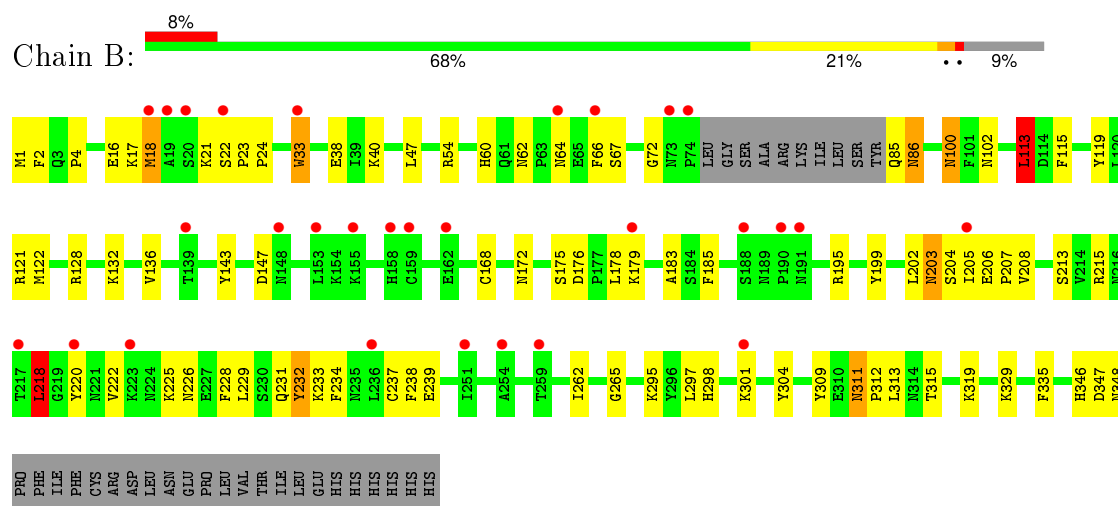 8%
Chain B:
68% 21% • • 9%
M1 F2 Q3 P4 E16 K17 M18 A19 S20 K21 S22 P23 P24 W33 E38 I39 K40 L47 R54 H60 Q61 N62 P63 N64 E65 F66 S67 G72 N73 P74 LEU GLY SER ALA ARG LYS ILE LEU SER TYR Q85 N86 N100 F101 N102 L113 D114 F115 Y119 L120
R121 M122 R128 K132 V136 T139 Y143 D147 N148 L153 K154 K155 H158 C159 E162 C168 N172 S175 D176 P177 L178 K179 A183 S184 F185 S188 N189 P190 N191 R195 Y199 L202 N203 S204 I205 E206 P207 V208 S213 V214 R215 N216
T217 L218 G219 Y220 N221 V222 K223 N224 K225 N226 E227 F228 L229 S230 Q231 Y232 K233 F234 N235 L236 C237 F238 E239 I251 A254 T259 I262 G265 K295 Y296 L297 H298 K301 Y304 Y309 E310 N311 P312 L313 N314 T315 K319 K329 F335 H346 D347 N348
PRO PHE ILE PHE CYS ARG ASP LEU ASN GLU PRO LEU VAL THR ILE LEU GLU HIS HIS HIS HIS HIS HIS